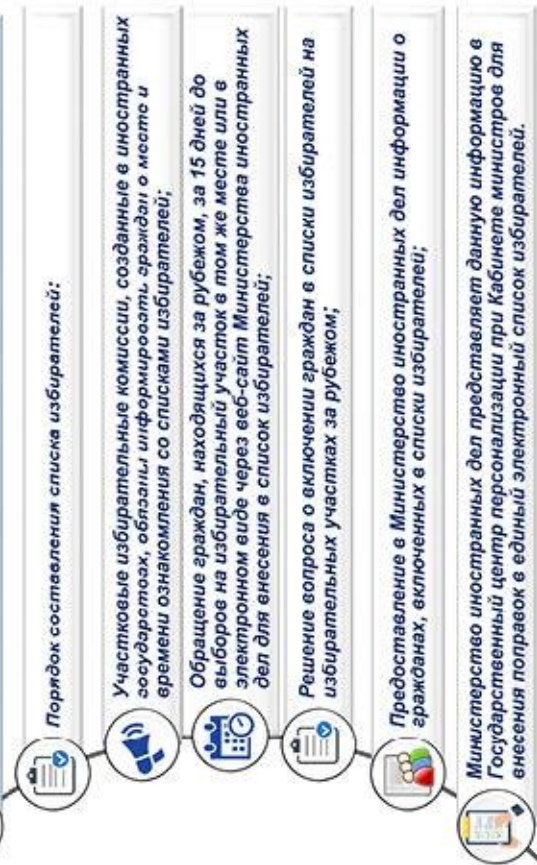 Порядок составления списка избирателей:
Участковые избирательные комиссии, созданные в иностранных
государствах, обязаны информировать граждан о месте и
времени ознакомления со списками избирателей;
Обращение граждан, находящихся за рубежом, за 15 дней до
выборов на избирательный участок в том же месте или в
электронном виде через веб-сайт Министерства иностранных
дел для внесения в список избирателей;
Решение вопроса о включении граждан в списки избирателей на
избирательных участках за рубежом;
Предоставление в Министерство иностранных дел информации о
гражданах, включенных в списки избирателей;
Министерство иностранных дел представляет данную информацию в
Государственный центр персонализации при Кабинете министров для
внесения поправок в единый электронный список избирателей.